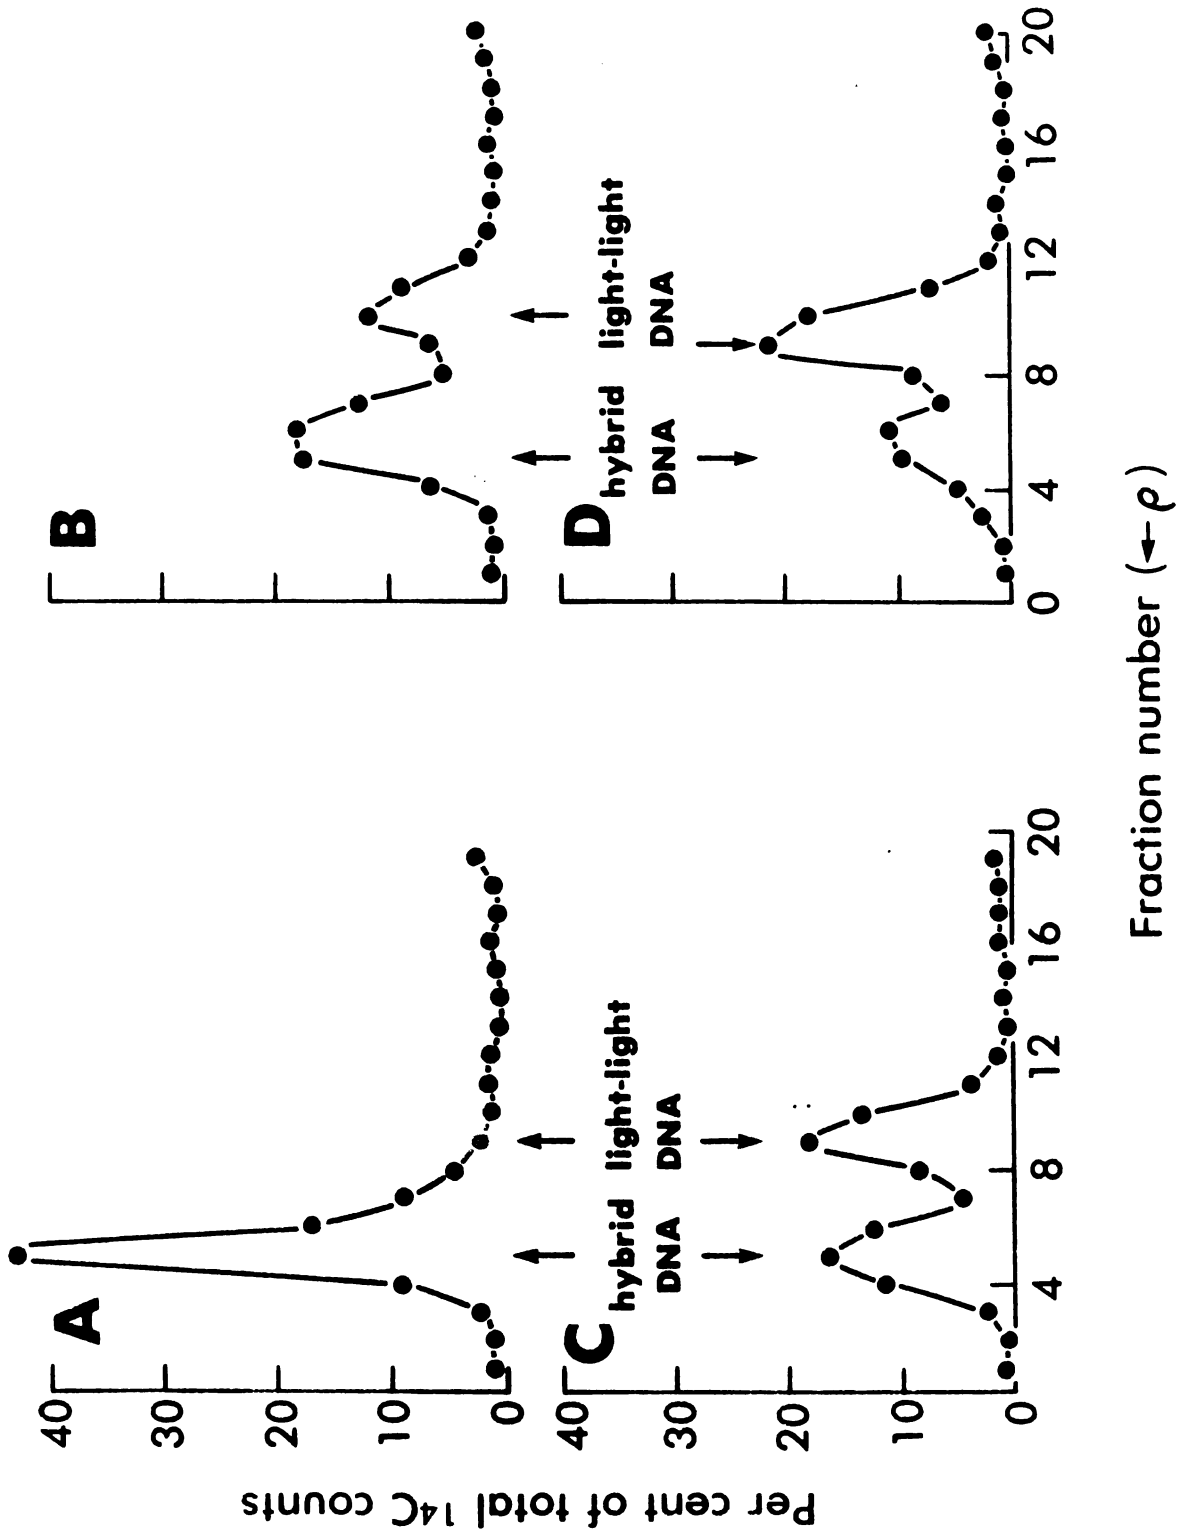 A
B
40
30
20
10
0
hybrid light-light
DNA DNA
hybrid light-light
DNA DNA
C
D
40
30
20
10
0
4 8 12 16 20
0 4 8 12 16 20
Per cent of total ¹⁴C counts
Fraction number (←ρ)